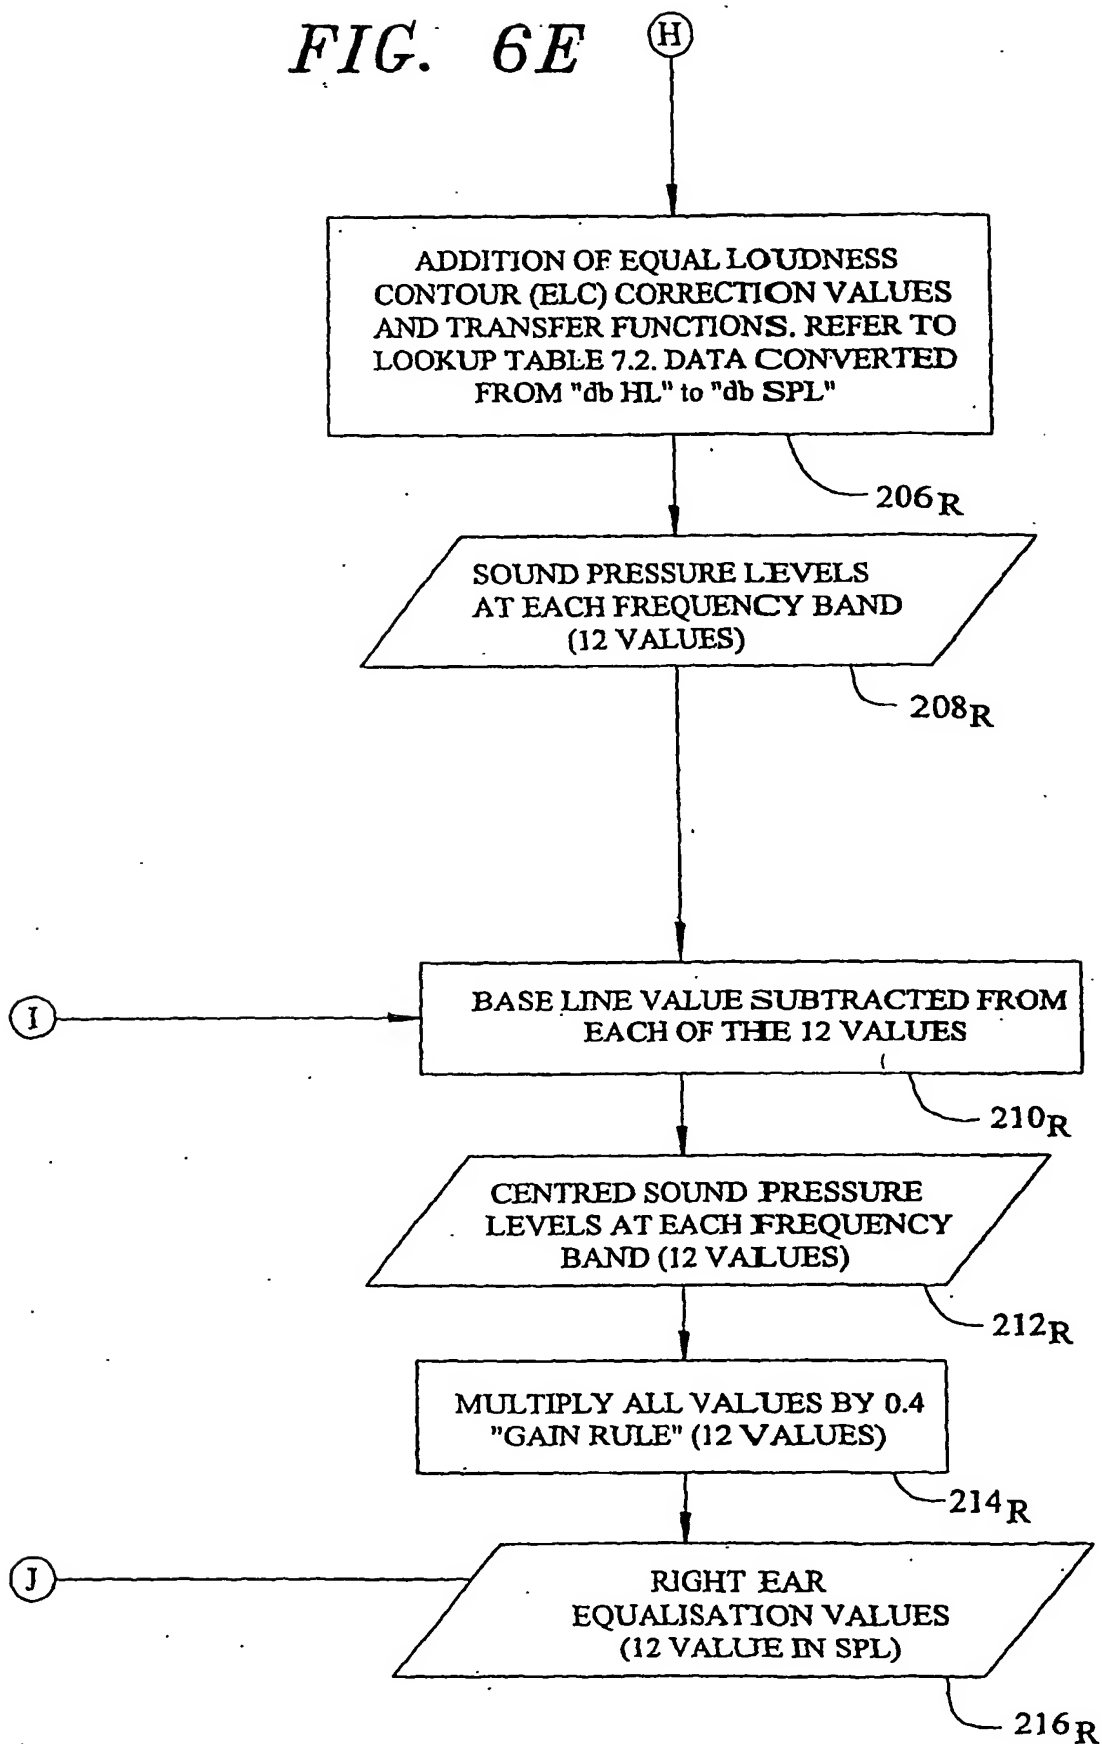 FIG. 6E
H
ADDITION OF EQUAL LOUDNESS
CONTOUR (ELC) CORRECTION VALUES
AND TRANSFER FUNCTIONS. REFER TO
LOOKUP TABLE 7.2. DATA CONVERTED
FROM "db HL" to "db SPL"
206R
SOUND PRESSURE LEVELS
AT EACH FREQUENCY BAND
(12 VALUES)
208R
I
BASE LINE VALUE SUBTRACTED FROM
EACH OF THE 12 VALUES
210R
CENTRED SOUND PRESSURE
LEVELS AT EACH FREQUENCY
BAND (12 VALUES)
212R
MULTIPLY ALL VALUES BY 0.4
"GAIN RULE" (12 VALUES)
214R
J
RIGHT EAR
EQUALISATION VALUES
(12 VALUE IN SPL)
216R